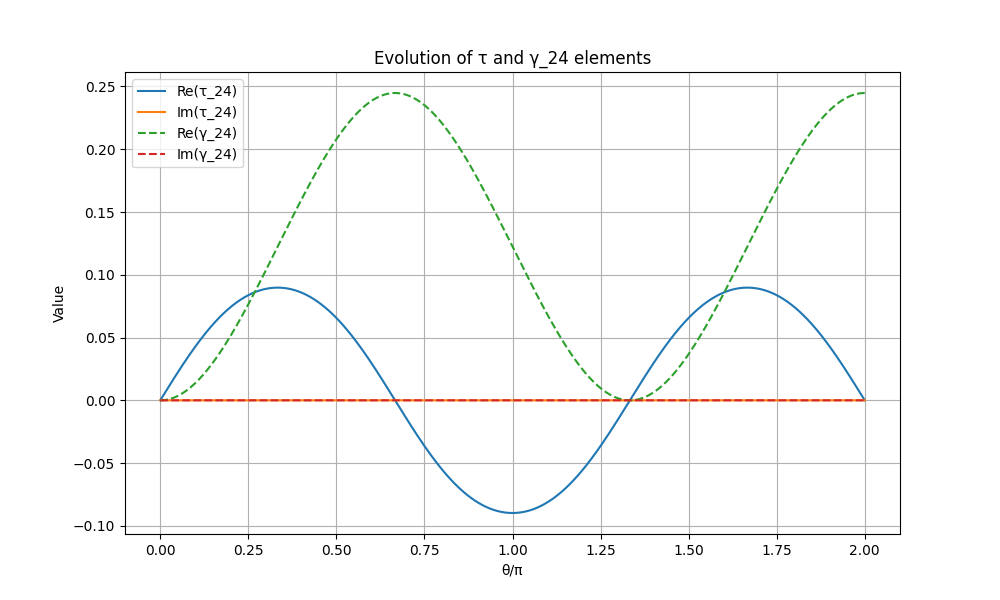 Evolution of τ and γ_24 elements
Re(τ_24)
Im(τ_24)
Re(γ_24)
Im(γ_24)
Value
0.25
0.20
0.15
0.10
0.05
0.00
−0.05
−0.10
0.00 0.25 0.50 0.75 1.00 1.25 1.50 1.75 2.00
θ/π